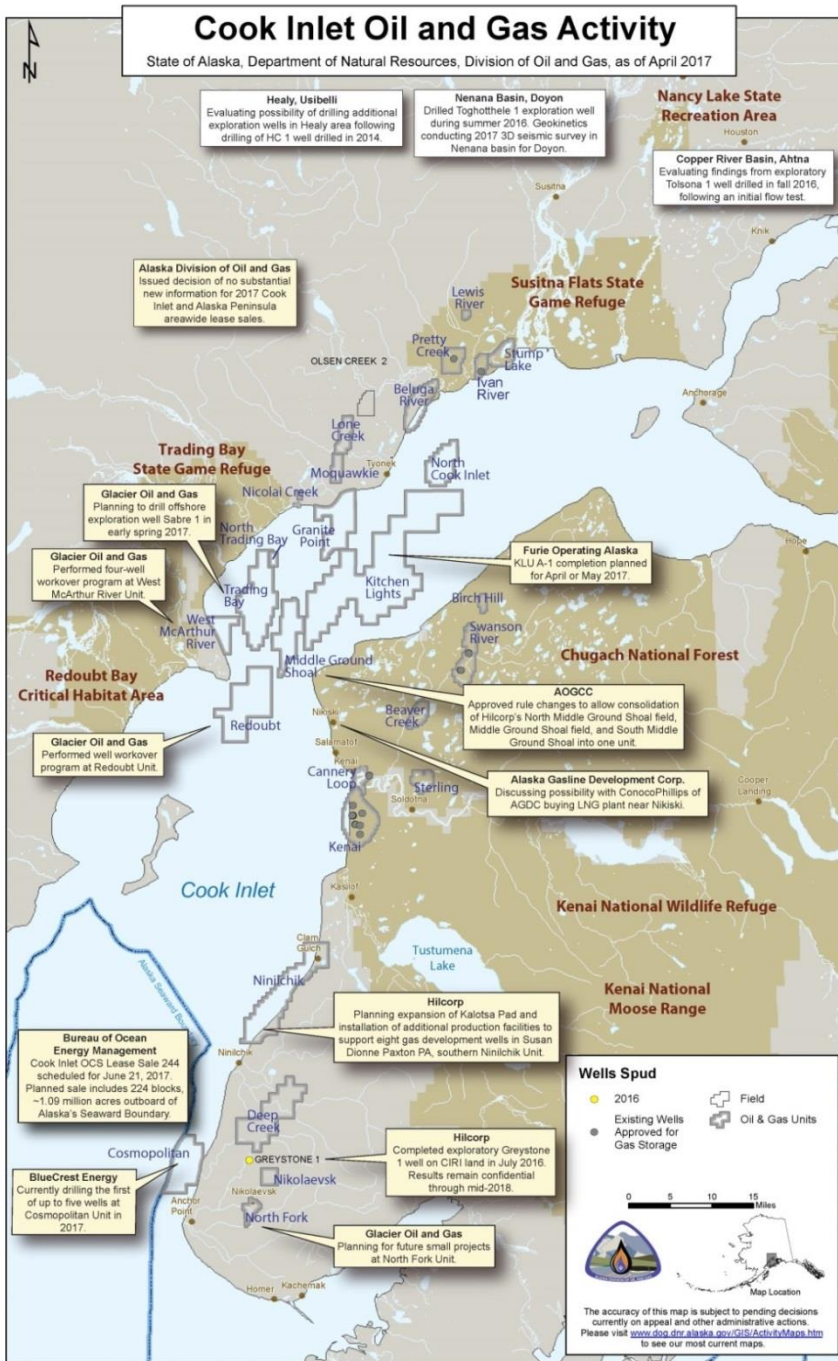 Cook Inlet Oil and Gas Activity
State of Alaska, Department of Natural Resources, Division of Oil and Gas, as of April 2017
N
Healy, Usibelli
Evaluating possibility of drilling additional
exploration wells in Healy area following
drilling of HC 1 well drilled in 2014.
Nenana Basin, Doyon
Drilled Toghotthele 1 exploration well
during summer 2016. Geokinetics
conducting 2017 3D seismic survey in
Nenana basin for Doyon.
Nancy Lake State
Recreation Area
Houston
Copper River Basin, Ahtna
Evaluating findings from exploratory
Tolsona 1 well drilled in fall 2016,
following an initial flow test.
Susitna
Knik
Alaska Division of Oil and Gas
Issued decision of no substantial
new information for 2017 Cook
Inlet and Alaska Peninsula
areawide lease sales.
Susitna Flats State
Game Refuge
Lewis
River
Pretty
Creek
Stump
Lake
Ivan
River
OLSEN CREEK 2
Beluga
River
Anchorage
Lone
Creek
Trading Bay
State Game Refuge
Moquawkie
Tyonek
North
Cook Inlet
Nicolai Creek
Glacier Oil and Gas
Planning to drill offshore
exploration well Sabre 1 in
early spring 2017.
North
Trading Bay
Granite
Point
Hope
Glacier Oil and Gas
Performed four-well
workover program at West
McArthur River Unit.
Furie Operating Alaska
KLU A-1 completion planned
for April or May 2017.
Trading
Bay
Kitchen
Lights
Birch Hill
West
McArthur
River
Swanson
River
Chugach National Forest
Redoubt Bay
Critical Habitat Area
Middle Ground
Shoal
AOGCC
Approved rule changes to allow consolidation
of Hilcorp's North Middle Ground Shoal field,
Middle Ground Shoal field, and South Middle
Ground Shoal into one unit.
Redoubt
Beaver
Creek
Nikiski
Glacier Oil and Gas
Performed well workover
program at Redoubt Unit.
Salamatof
Kenai
Cannery
Loop
Sterling
Soldotna
Alaska Gasline Development Corp.
Discussing possibility with ConocoPhillips of
AGDC buying LNG plant near Nikiski.
Cooper
Landing
Kenai
Cook Inlet
Kasilof
Kenai National Wildlife Refuge
Clam
Gulch
Tustumena
Lake
Ninilchik
Kenai National
Moose Range
Alaska Seaward Boundary
Hilcorp
Planning expansion of Kalotsa Pad and
installation of additional production facilities to
support eight gas development wells in Susan
Dionne Paxton PA, southern Ninilchik Unit.
Bureau of Ocean
Energy Management
Cook Inlet OCS Lease Sale 244
scheduled for June 21, 2017.
Planned sale includes 224 blocks,
~1.09 million acres outboard of
Alaska's Seaward Boundary.
Ninilchik
Deep
Creek
Cosmopolitan
GREYSTONE 1
Hilcorp
Completed exploratory Greystone
1 well on CIRI land in July 2016.
Results remain confidential
through mid-2018.
BlueCrest Energy
Currently drilling the first
of up to five wells at
Cosmopolitan Unit in
2017.
Nikolaevsk
Nikolaevsk
Anchor
Point
North Fork
Glacier Oil and Gas
Planning for future small projects
at North Fork Unit.
Homer
Kachemak
Wells Spud
2016
Existing Wells
Approved for
Gas Storage
Field
Oil & Gas Units
0 5 10 15
Miles
Map Location
The accuracy of this map is subject to pending decisions
currently on appeal and other administrative actions.
Please visit www.dog.dnr.alaska.gov/GIS/ActivityMaps.htm
to see our most current maps.